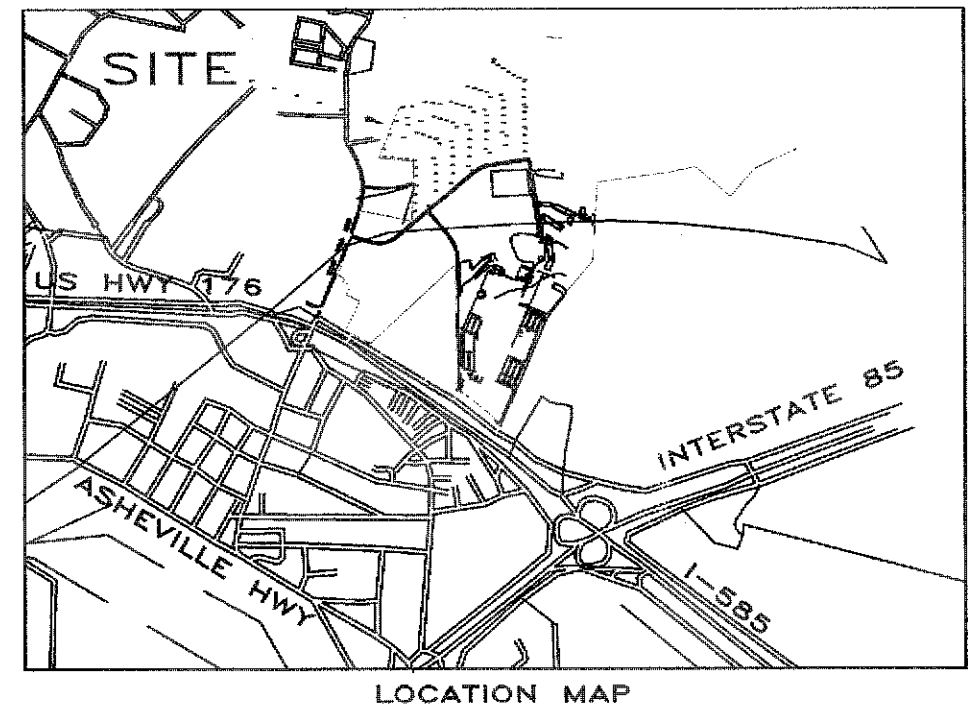 SITE
US HWY 176
INTERSTATE 85
ASHEVILLE HWY
I-585
LOCATION MAP